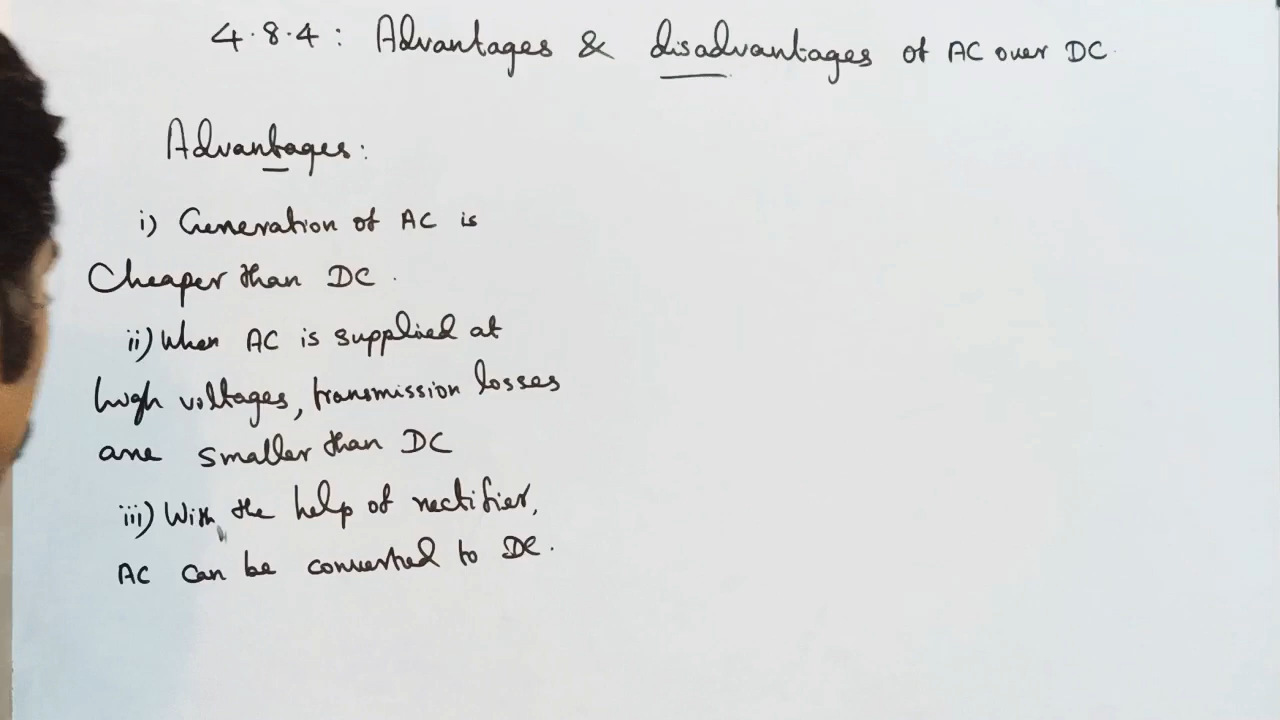 4.8.4: Advantages & disadvantages of AC over DC.
Advantages:
i) Generation of AC is
Cheaper than DC.
ii) When AC is supplied at
high voltages, transmission losses
are smaller than DC
iii) With the help of rectifier,
AC can be converted to DC.